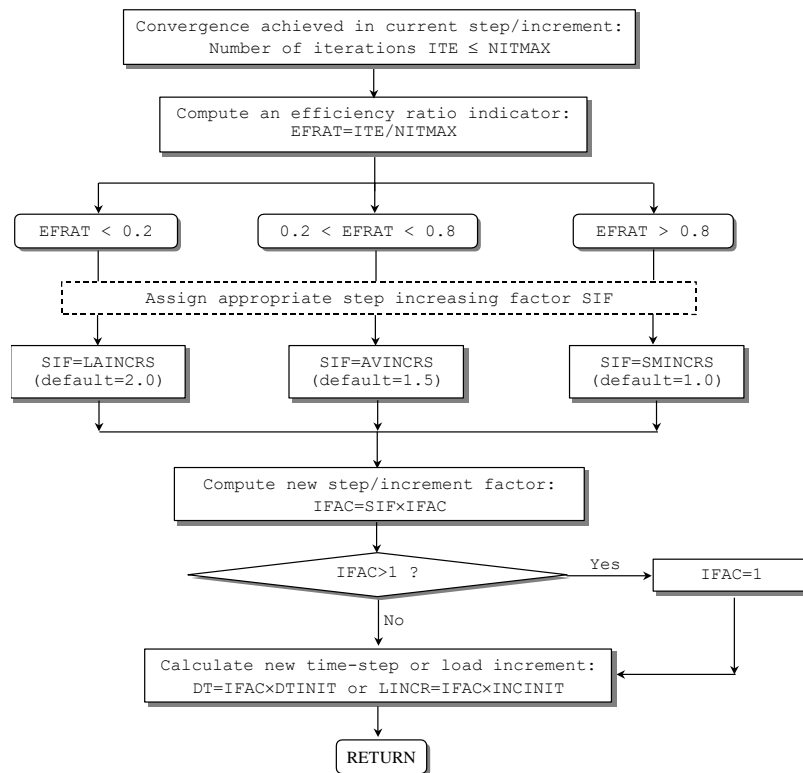 Convergence achieved in current step/increment:
Number of iterations ITE ≤ NITMAX
Compute an efficiency ratio indicator:
EFRAT=ITE/NITMAX
EFRAT < 0.2
0.2 < EFRAT < 0.8
EFRAT > 0.8
Assign appropriate step increasing factor SIF
SIF=LAINCRS
(default=2.0)
SIF=AVINCRS
(default=1.5)
SIF=SMINCRS
(default=1.0)
Compute new step/increment factor:
IFAC=SIF×IFAC
IFAC>1 ?
Yes
IFAC=1
No
Calculate new time-step or load increment:
DT=IFAC×DTINIT or LINCR=IFAC×INCINIT
RETURN